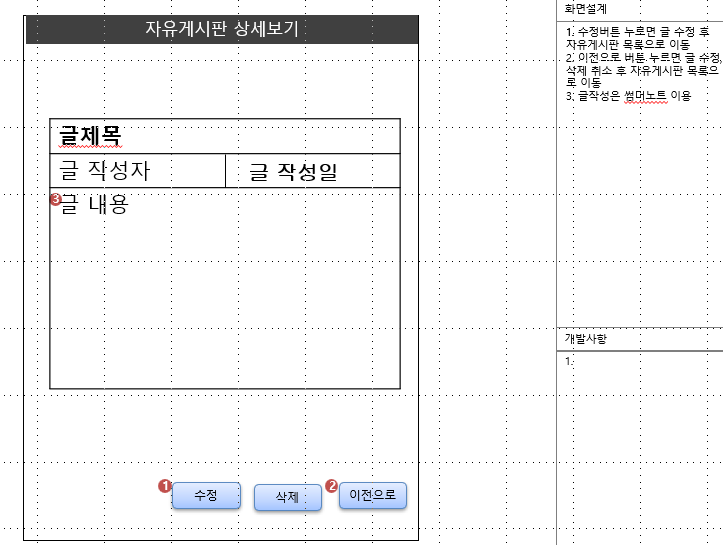 자유게시판 상세보기
글제목
글 작성자
글 작성일
3
글 내용
1
수정
삭제
2
이전으로
화면설계
1. 수정버튼 누르면 글 수정 후
자유게시판 목록으로 이동
2. 이전으로 버튼 누르면 글 수정,
삭제 취소 후 자유게시판 목록으
로 이동
3. 글작성은 썸머노트 이용
개발사항
1.